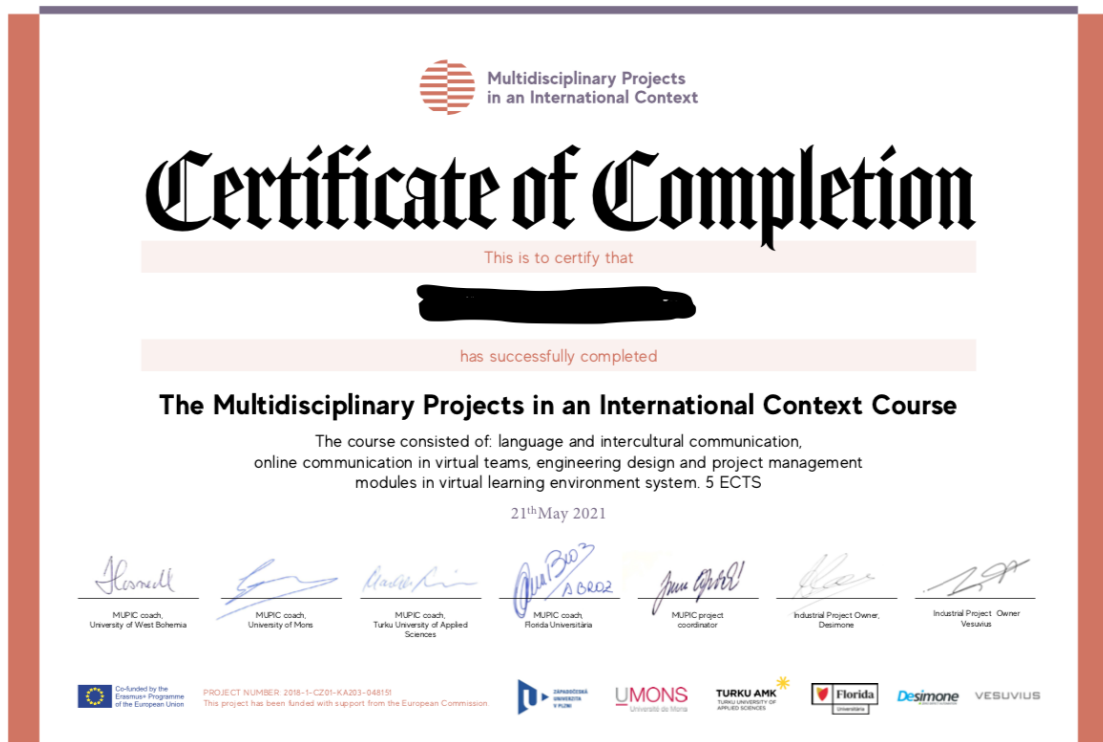 Multidisciplinary Projects
in an International Context
Certificate of Completion
This is to certify that
has successfully completed
The Multidisciplinary Projects in an International Context Course
The course consisted of: language and intercultural communication,
online communication in virtual teams, engineering design and project management
modules in virtual learning environment system. 5 ECTS
21th May 2021
ABROZ
MUPIC coach,
University of West Bohemia
MUPIC coach,
University of Mons
MUPIC coach,
Turku University of Applied
Sciences
MUPIC coach,
Florida Universitària
MUPIC project
coordinator
Industrial Project Owner,
Desimone
Industrial Project Owner
Vesuvius
Co-funded by the
Erasmus+ Programme
of the European Union
PROJECT NUMBER: 2018-1-CZ01-KA203-048151
This project has been funded with support from the European Commission.
ZÁPADOČESKÁ
UNIVERZITA
V PLZNI
UMONS
Université de Mons
TURKU AMK
TURKU UNIVERSITY OF
APPLIED SCIENCES
Florida
Universitària
Desimone
VESUVIUS